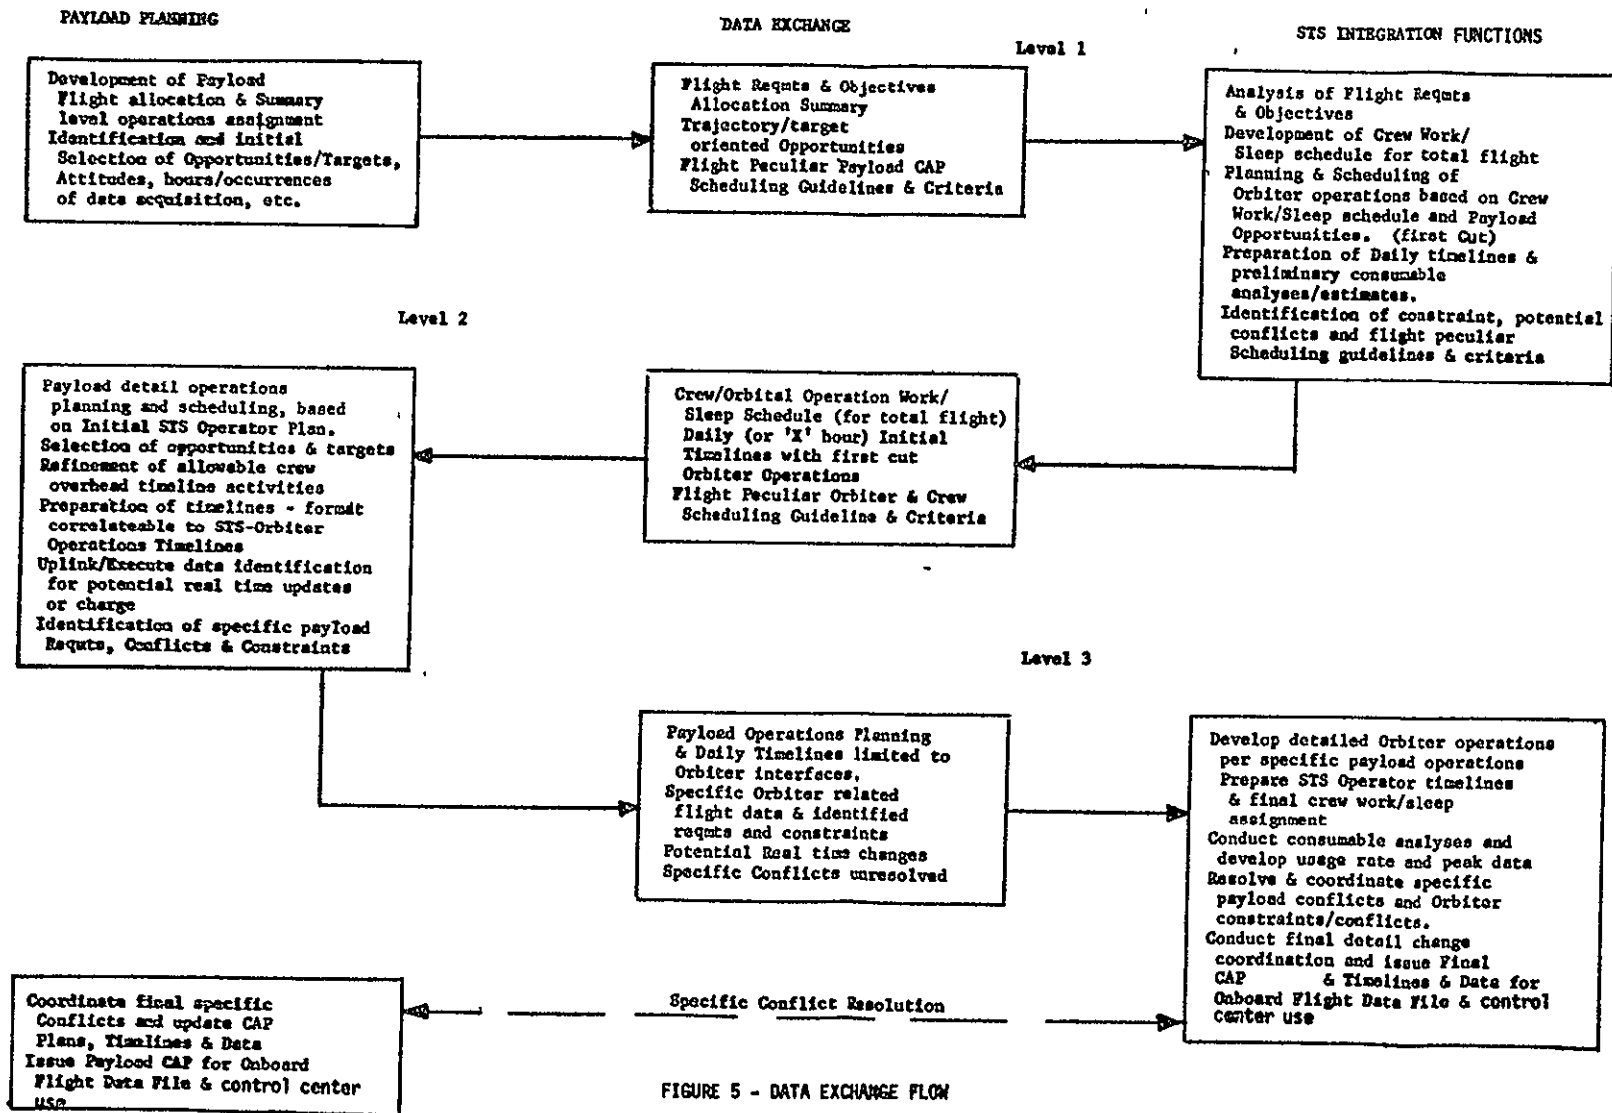 PAYLOAD PLANNING
DATA EXCHANGE
Level 1
STS INTEGRATION FUNCTIONS
Development of Payload
Flight allocation & Summary
level operations assignment
Identification and initial
Selection of Opportunities/Targets,
Attitudes, hours/occurrences
of data acquisition, etc.
Flight Reqmts & Objectives
Allocation Summary
Trajectory/target
oriented Opportunities
Flight Peculiar Payload CAP
Scheduling Guidelines & Criteria
Analysis of Flight Reqmts
& Objectives
Development of Crew Work/
Sleep schedule for total flight
Planning & Scheduling of
Orbiter operations based on Crew
Work/Sleep schedule and Payload
Opportunities. (first Cut)
Preparation of Daily timelines &
preliminary consumable
analyses/estimates.
Identification of constraint, potential
conflicts and flight peculiar
Scheduling guidelines & criteria
Level 2
Payload detail operations
planning and scheduling, based
on Initial STS Operator Plan.
Selection of opportunities & targets
Refinement of allowable crew
overhead timeline activities
Preparation of timelines - format
correlateable to STS-Orbiter
Operations Timelines
Uplink/Execute data identification
for potential real time updates
or charge
Identification of specific payload
Reqmts, Conflicts & Constraints
Crew/Orbital Operation Work/
Sleep Schedule (for total flight)
Daily (or 'X' hour) Initial
Timelines with first cut
Orbiter Operations
Flight Peculiar Orbiter & Crew
Scheduling Guideline & Criteria
Level 3
Payload Operations Planning
& Daily Timelines limited to
Orbiter interfaces.
Specific Orbiter related
flight data & identified
reqmts and constraints
Potential Real time changes
Specific Conflicts unresolved
Develop detailed Orbiter operations
per specific payload operations
Prepare STS Operator timelines
& final crew work/sleep
assignment
Conduct consumable analyses and
develop usage rate and peak data
Resolve & coordinate specific
payload conflicts and Orbiter
constraints/conflicts.
Conduct final detail change
coordination and issue Final
CAP & Timelines & Data for
Onboard Flight Data File & control
center use
Coordinate final specific
Conflicts and update CAP
Plans, Timelines & Data
Issue Payload CAP for Onboard
Flight Data File & control center
use
Specific Conflict Resolution
FIGURE 5 - DATA EXCHANGE FLOW